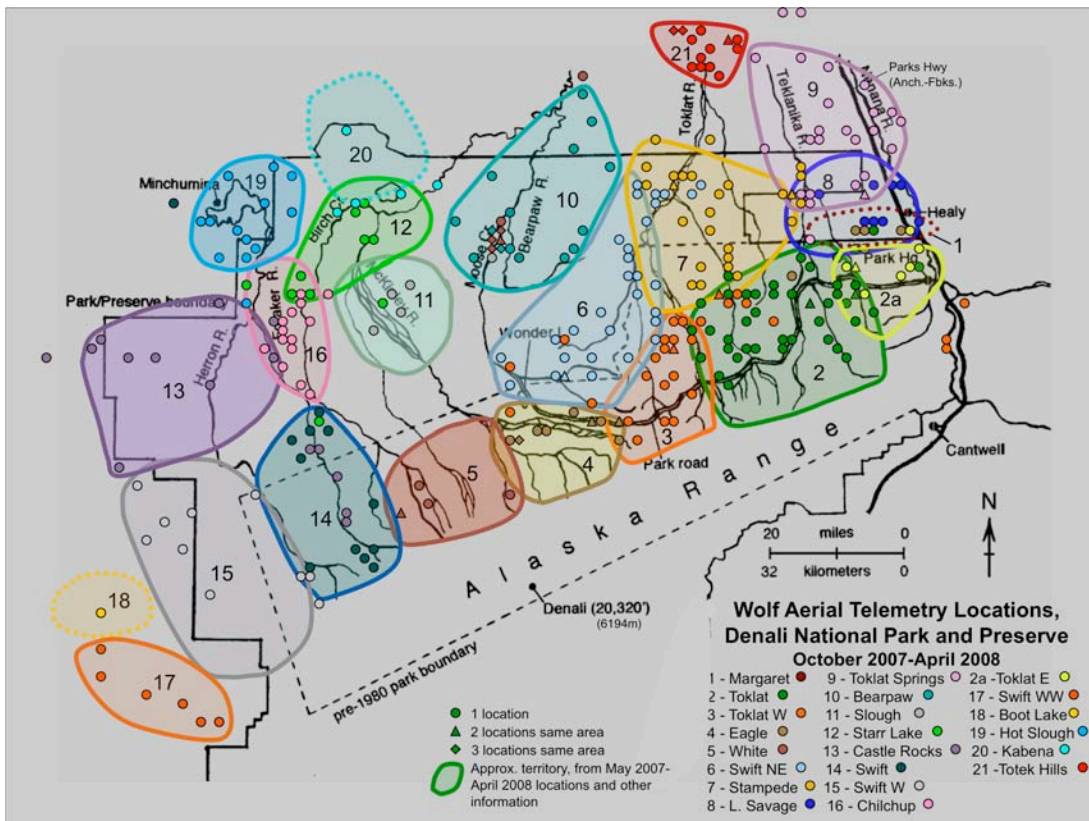 21
Toklat R.
Teklanika R.
9
Nenana R.
Parks Hwy
(Anch.-Fbks.)
20
Minchumina
19
Birch C
12
Moose C
Bearpaw R.
10
8
Healy
1
Park Hq
2a
7
Park/Preserve bounda
Foraker R.
McKinley R.
11
6
Wonder L
Herron R.
13
16
2
3
Park road
Cantwell
5
4
14
15
Alaska Range
N
20 miles 0
32 kilometers 0
18
17
Denali (20,320')
(6194m)
pre-1980 park boundary
1 location
2 locations same area
3 locations same area
Approx. territory, from May 2007-
April 2008 locations and other
information
Wolf Aerial Telemetry Locations,
Denali National Park and Preserve
October 2007-April 2008
1 - Margaret 9 - Toklat Springs 2a -Toklat E
2 - Toklat 10 - Bearpaw 17 - Swift WW
3 - Toklat W 11 - Slough 18 - Boot Lake
4 - Eagle 12 - Starr Lake 19 - Hot Slough
5 - White 13 - Castle Rocks 20 - Kabena
6 - Swift NE 14 - Swift 21 - Totek Hills
7 - Stampede 15 - Swift W
8 - L. Savage 16 - Chilchup